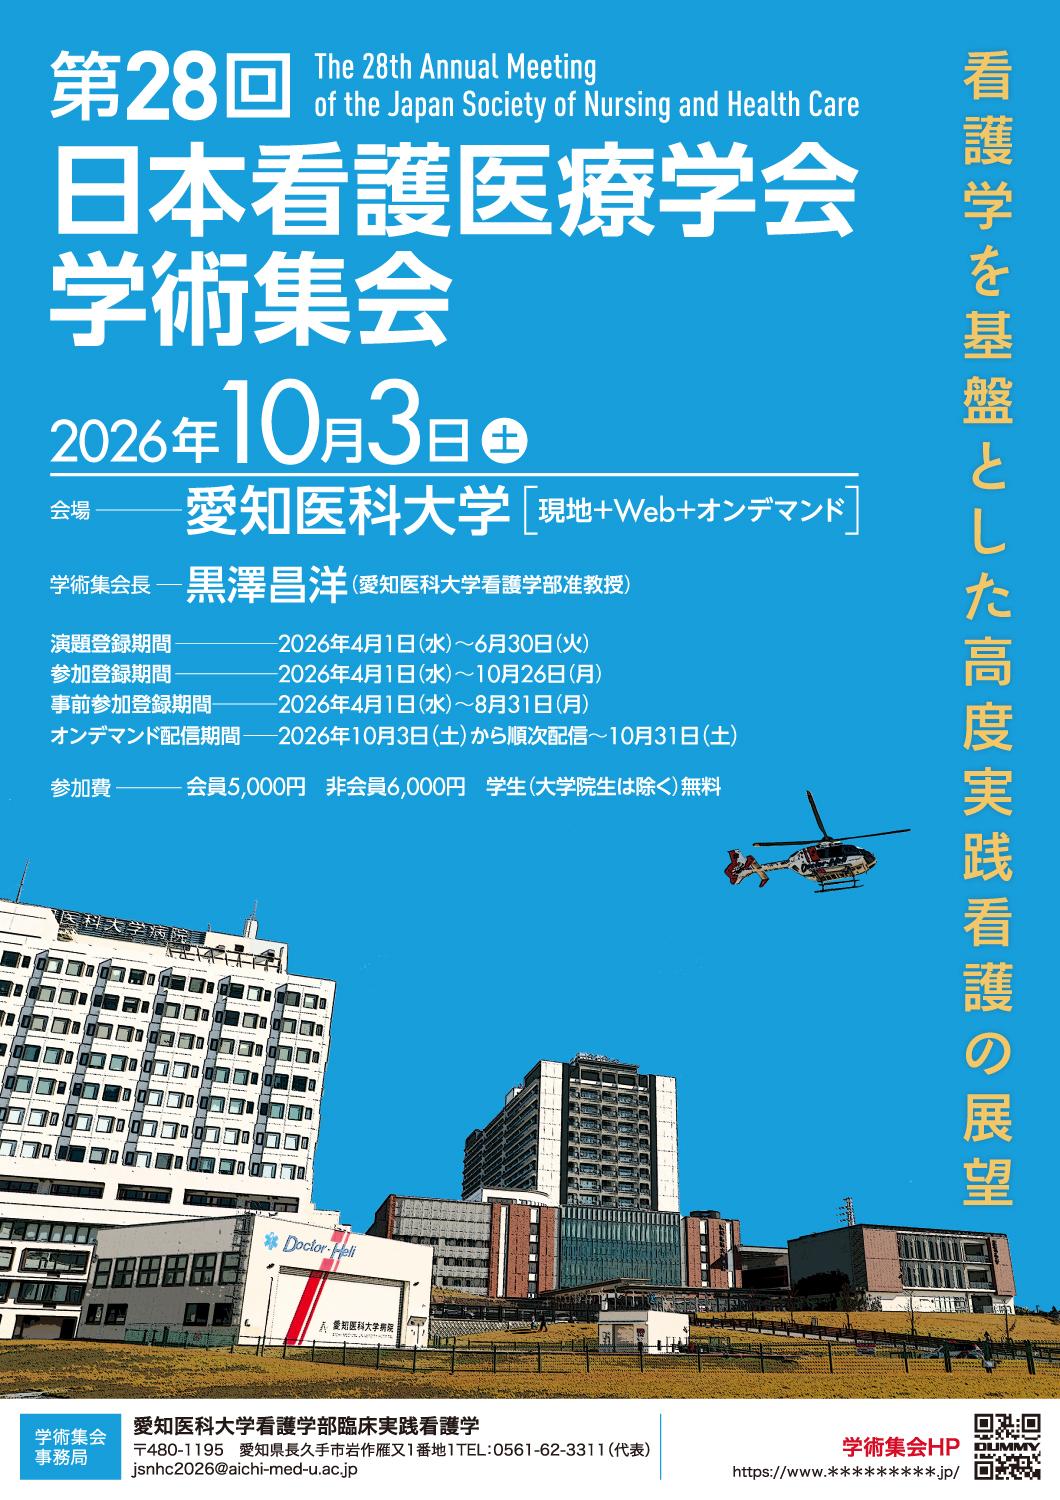 第28回
The 28th Annual Meeting
of the Japan Society of Nursing and Health Care
日本看護医療学会
学術集会
2026年10月3日 土
会場 愛知医科大学 [現地+Web+オンデマンド]
学術集会長 黒澤昌洋(愛知医科大学看護学部准教授)
演題登録期間 2026年4月1日(水)～6月30日(火)
参加登録期間 2026年4月1日(水)～10月26日(月)
事前参加登録期間 2026年4月1日(水)～8月31日(月)
オンデマンド配信期間 2026年10月3日(土)から順次配信～10月31日(土)
参加費 会員5,000円 非会員6,000円 学生(大学院生は除く)無料
看護学を基盤とした高度実践看護の展望
医科大学病院
Doctor-Heli
愛知医科大学病院
学術集会
事務局
愛知医科大学看護学部臨床実践看護学
〒480-1195 愛知県長久手市岩作雁又1番地1TEL:0561-62-3311(代表)
jsnhc2026@aichi-med-u.ac.jp
学術集会HP
https://www.*********.jp/
DUMMY